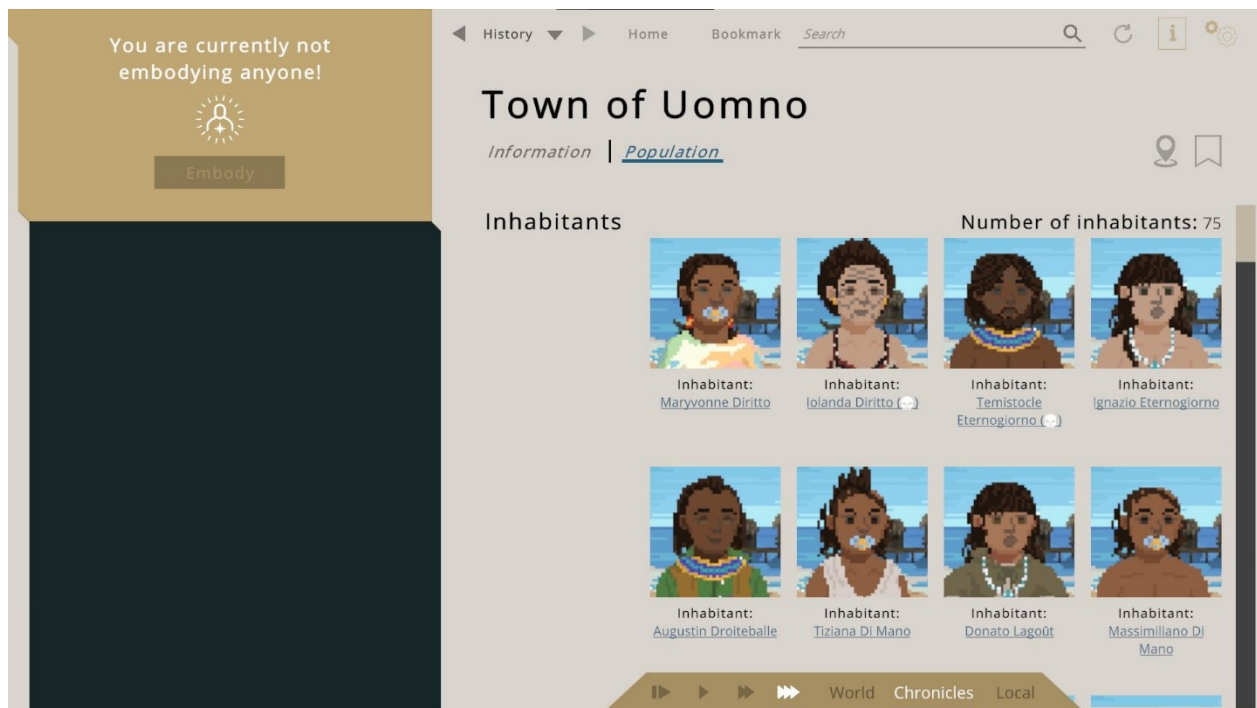 You are currently not
embodying anyone!
Embody
History Home Bookmark Search
Town of Uomno
Information Population
Inhabitants
Number of inhabitants: 75
Inhabitant:
Maryvonne Diritto
Inhabitant:
Iolanda Diritto ( )
Inhabitant:
Temistocle
Eternogiorno ( )
Inhabitant:
Ignazio Eternogiorno
Inhabitant:
Augustin Droiteballe
Inhabitant:
Tiziana Di Mano
Inhabitant:
Donato Lagoût
Inhabitant:
Massimiliano Di
Mano
World Chronicles Local